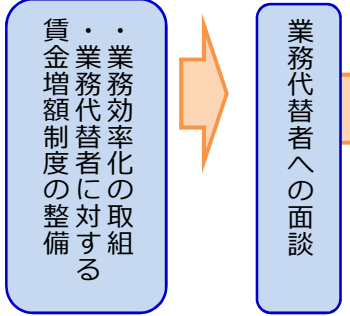 ・業務効率化の取組
・業務代替者に対する
賃金増額制度の整備
業務代替者への面談